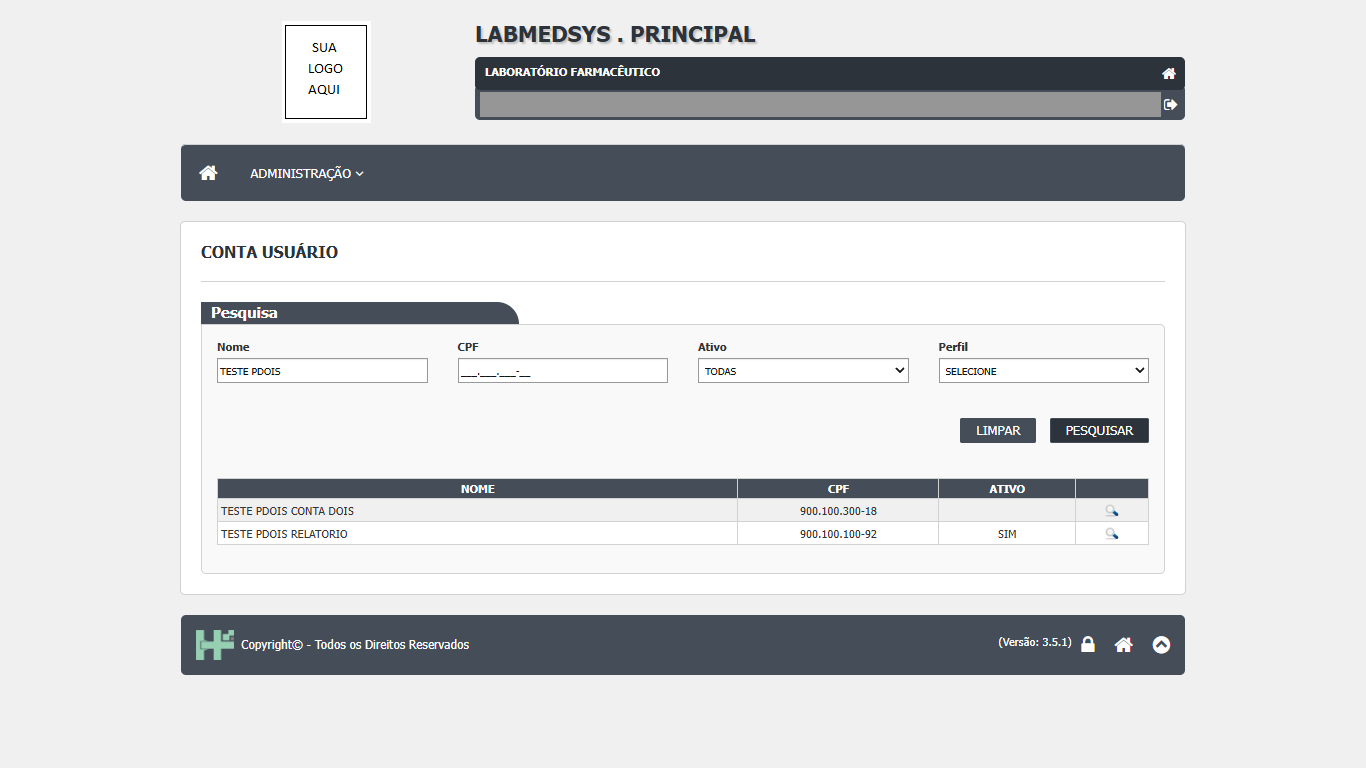 SUA
LOGO
AQUI
LABMEDSYS . PRINCIPAL
LABORATÓRIO FARMACÊUTICO
ADMINISTRAÇÃO
CONTA USUÁRIO
Pesquisa
Nome CPF Ativo Perfil
TESTE PDOIS ___.___.___-__ TODAS SELECIONE
LIMPAR PESQUISAR
NOME CPF ATIVO
TESTE PDOIS CONTA DOIS 900.100.300-18
TESTE PDOIS RELATORIO 900.100.100-92 SIM
Copyright© - Todos os Direitos Reservados (Versão: 3.5.1)